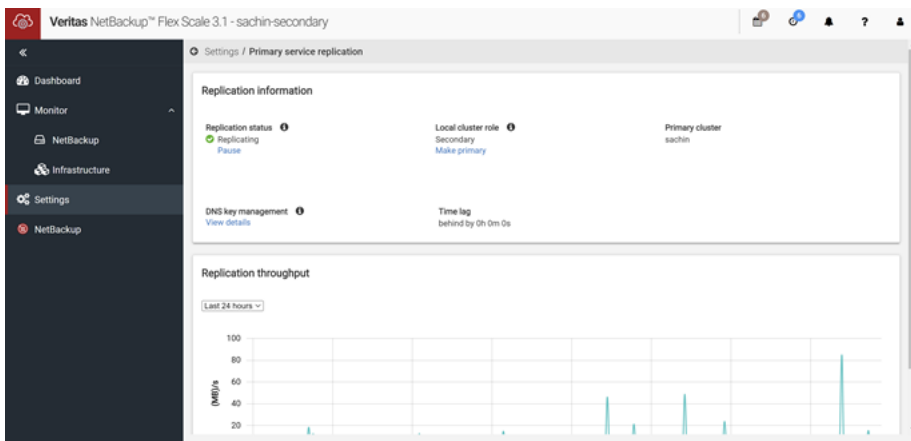 Veritas NetBackup™ Flex Scale 3.1 - sachin-secondary
6
6
?
«
Settings / Primary service replication
Dashboard
Monitor
NetBackup
Infrastructure
Settings
NetBackup
Replication information
Replication status
Replicating
Pause
Local cluster role
Secondary
Make primary
Primary cluster
sachin
DNS key management
View details
Time lag
behind by 0h 0m 0s
Replication throughput
Last 24 hours
100
80
60
40
20
(MB)/s